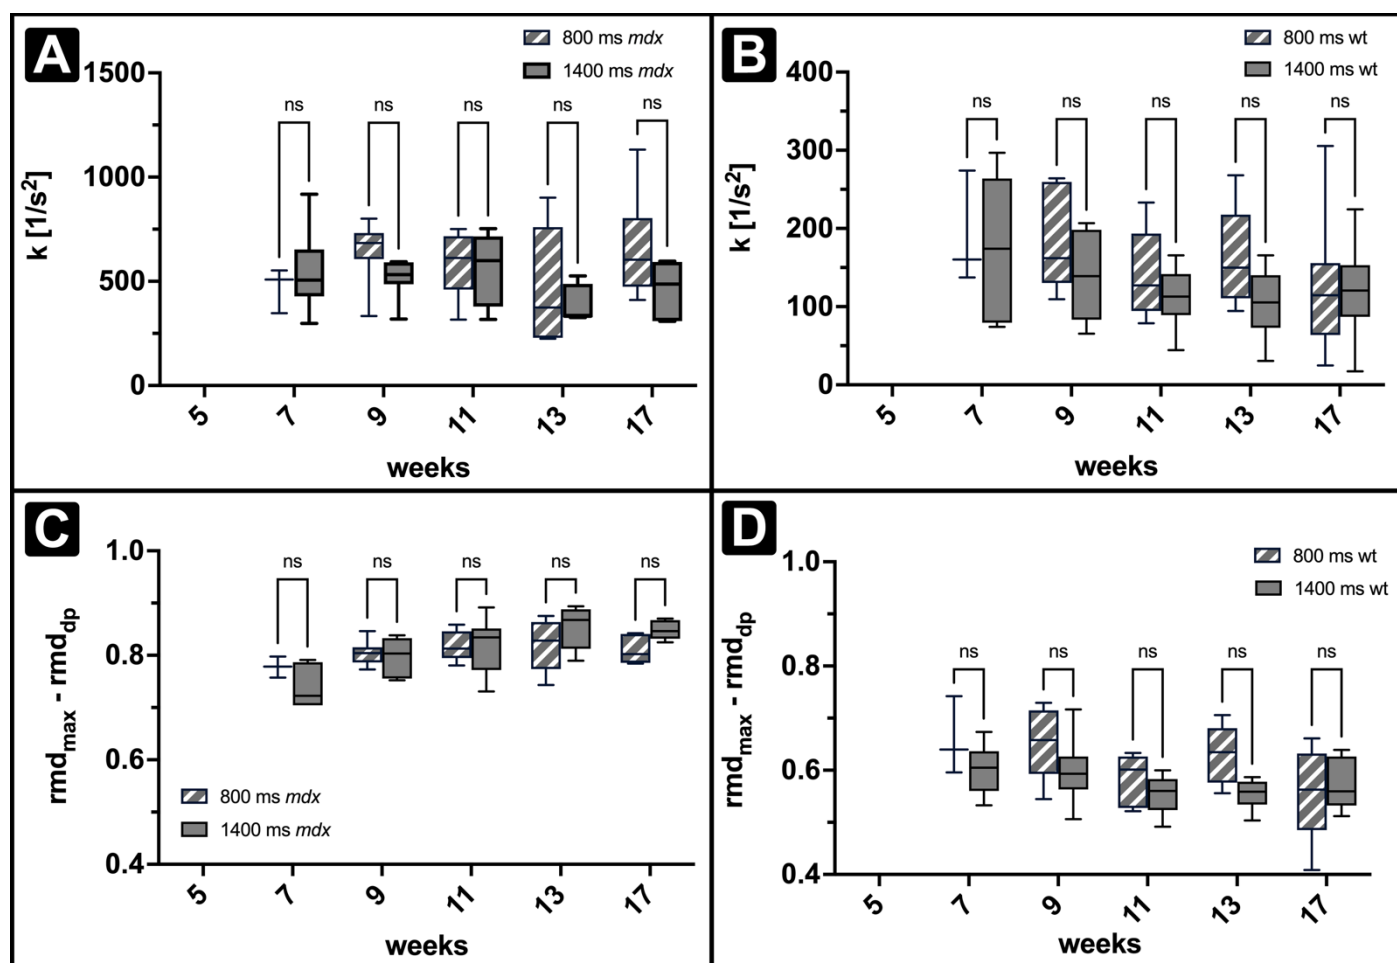 A
800 ms mdx
1400 ms mdx
k [1/s²]
1500
1000
500
0
ns ns ns ns ns
5 7 9 11 13 17
weeks
B
800 ms wt
1400 ms wt
k [1/s²]
400
300
200
100
0
ns ns ns ns ns
5 7 9 11 13 17
weeks
C
rmdmax - rmddp
1.0
0.8
0.6
0.4
ns ns ns ns ns
800 ms mdx
1400 ms mdx
5 7 9 11 13 17
weeks
D
800 ms wt
1400 ms wt
rmdmax - rmddp
1.0
0.8
0.6
0.4
ns ns ns ns ns
5 7 9 11 13 17
weeks